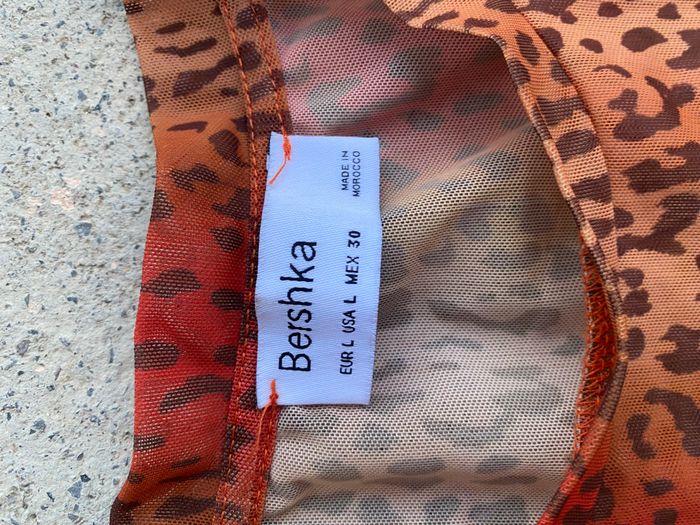 Bershka
EUR L USA L MEX 30
MADE IN
MOROCCO